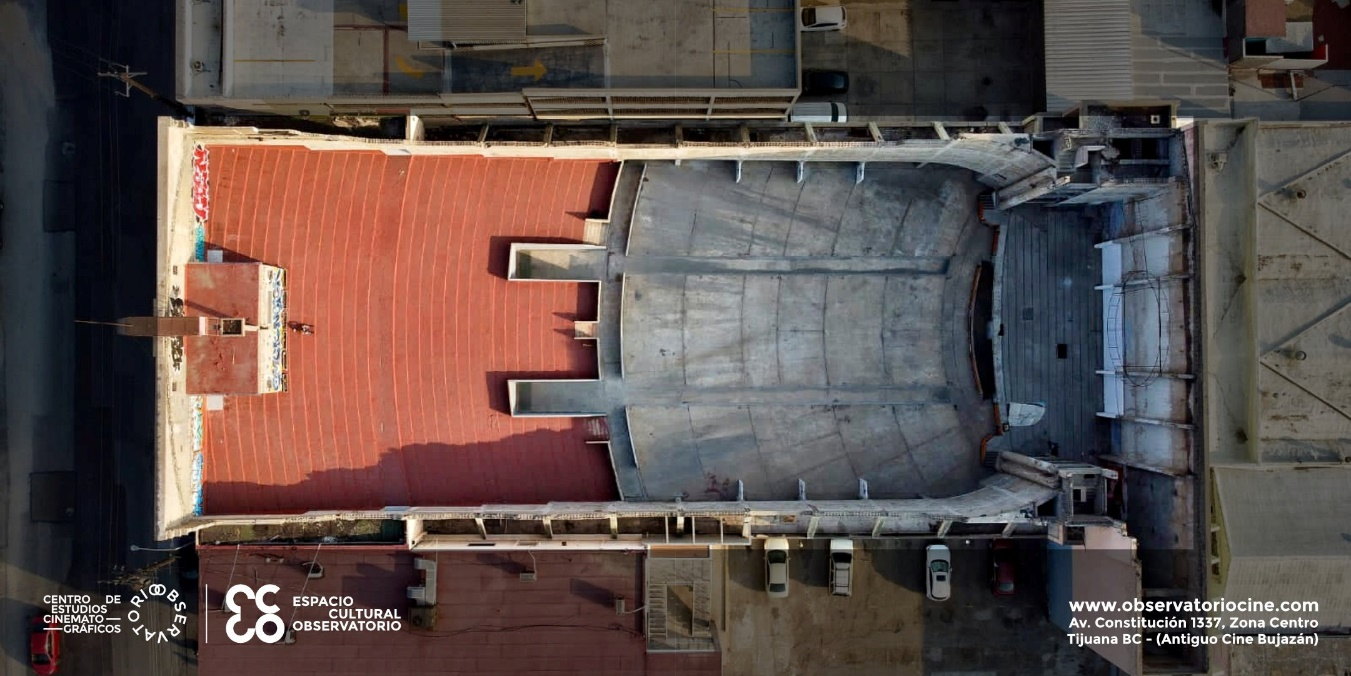 CENTRO DE
ESTUDIOS
CINEMATO
GRÁFICOS
OBSERVATORIO
ESPACIO
CULTURAL
OBSERVATORIO
www.observatoriocine.com
Av. Constitución 1337, Zona Centro
Tijuana BC - (Antiguo Cine Bujazán)